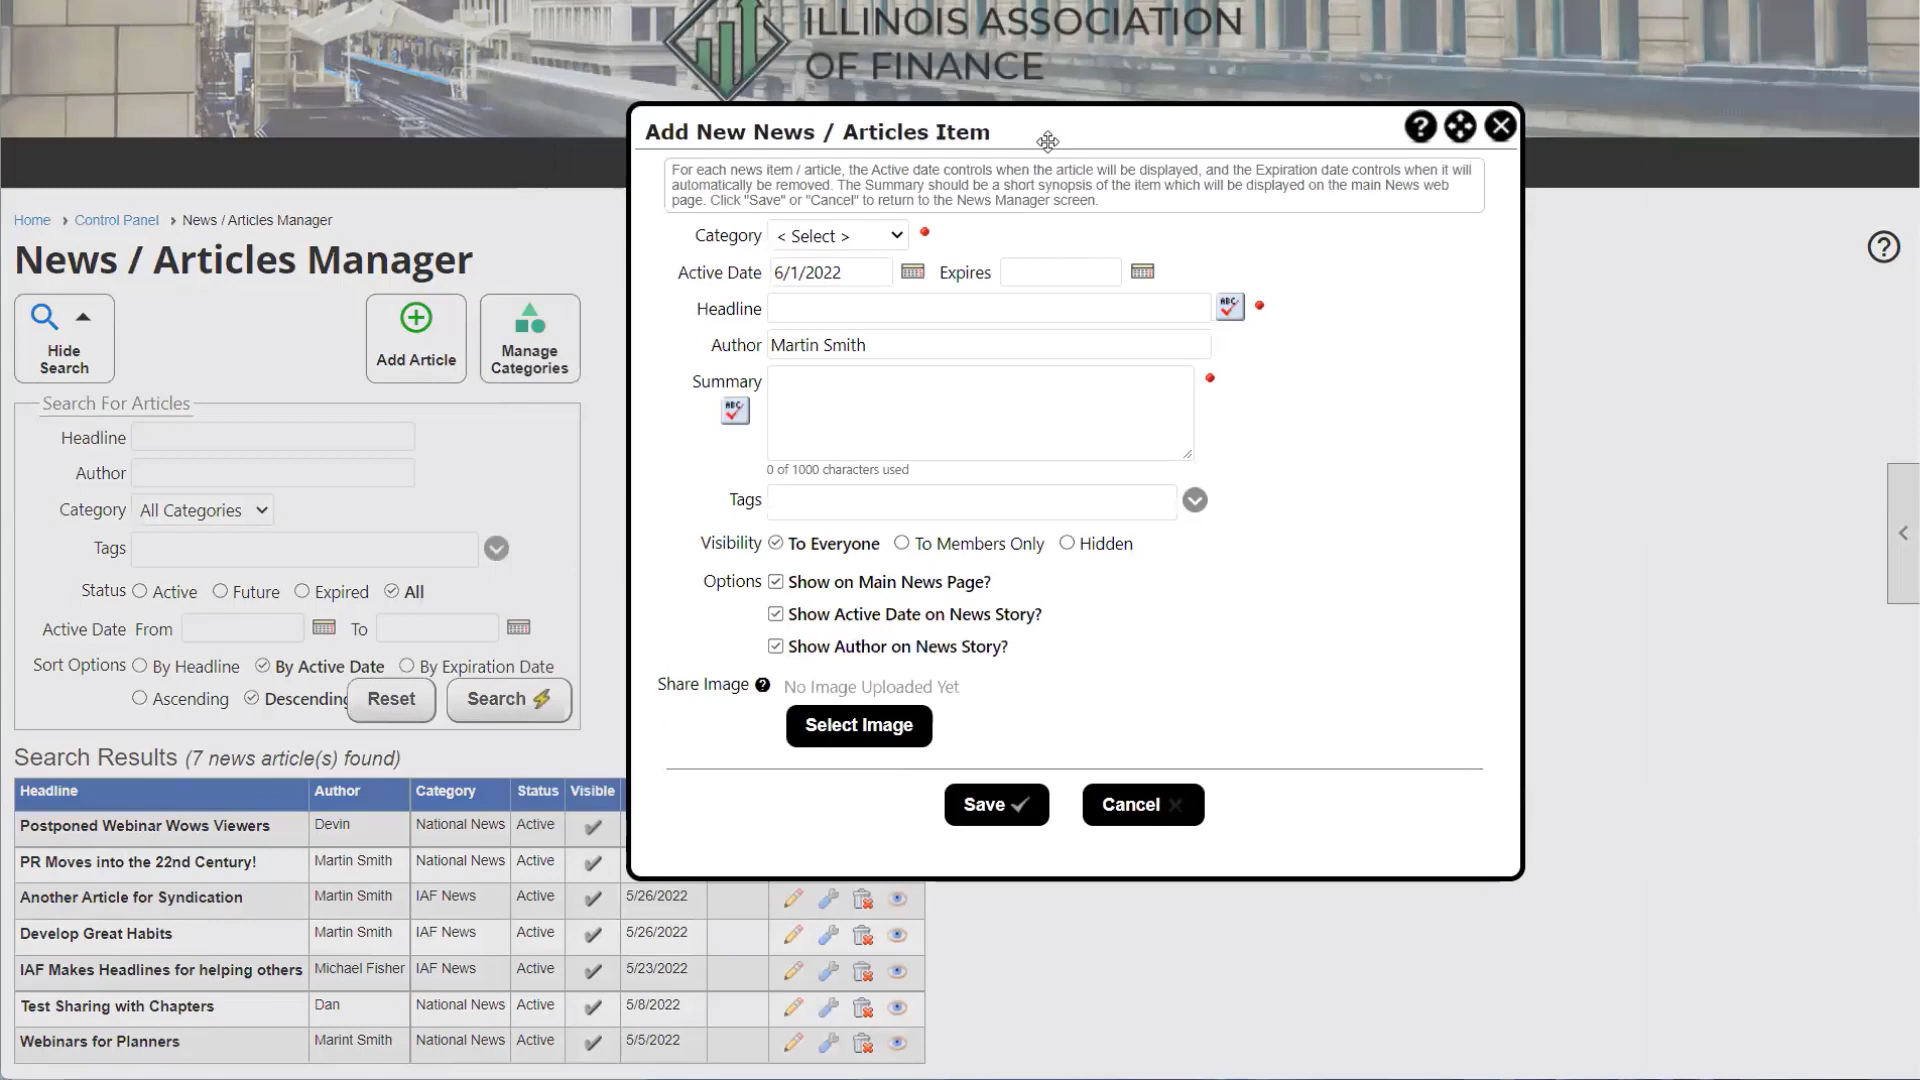 ILLINOIS ASSOCIATION
OF FINANCE
Home > Control Panel > News / Articles Manager
News / Articles Manager
Hide
Search
Add Article
Manage
Categories
Search For Articles
Headline
Author
Category All Categories
Tags
Status Active Future Expired All
Active Date From To
Sort Options By Headline By Active Date By Expiration Date
Ascending Descending Reset Search
Search Results (7 news article(s) found)
Headline Author Category Status Visible
Postponed Webinar Wows Viewers Devin National News Active
PR Moves into the 22nd Century! Martin Smith National News Active
Another Article for Syndication Martin Smith IAF News Active 5/26/2022
Develop Great Habits Martin Smith IAF News Active 5/26/2022
IAF Makes Headlines for helping others Michael Fisher IAF News Active 5/23/2022
Test Sharing with Chapters Dan National News Active 5/8/2022
Webinars for Planners Marint Smith National News Active 5/5/2022
Add New News / Articles Item
?
For each news item / article, the Active date controls when the article will be displayed, and the Expiration date controls when it will
automatically be removed. The Summary should be a short synopsis of the item which will be displayed on the main News web
page. Click "Save" or "Cancel" to return to the News Manager screen.
Category < Select >
Active Date 6/1/2022 Expires
Headline ABC
Author Martin Smith
Summary
ABC
0 of 1000 characters used
Tags
Visibility To Everyone To Members Only Hidden
Options Show on Main News Page?
Show Active Date on News Story?
Show Author on News Story?
Share Image ? No Image Uploaded Yet
Select Image
Save Cancel
?